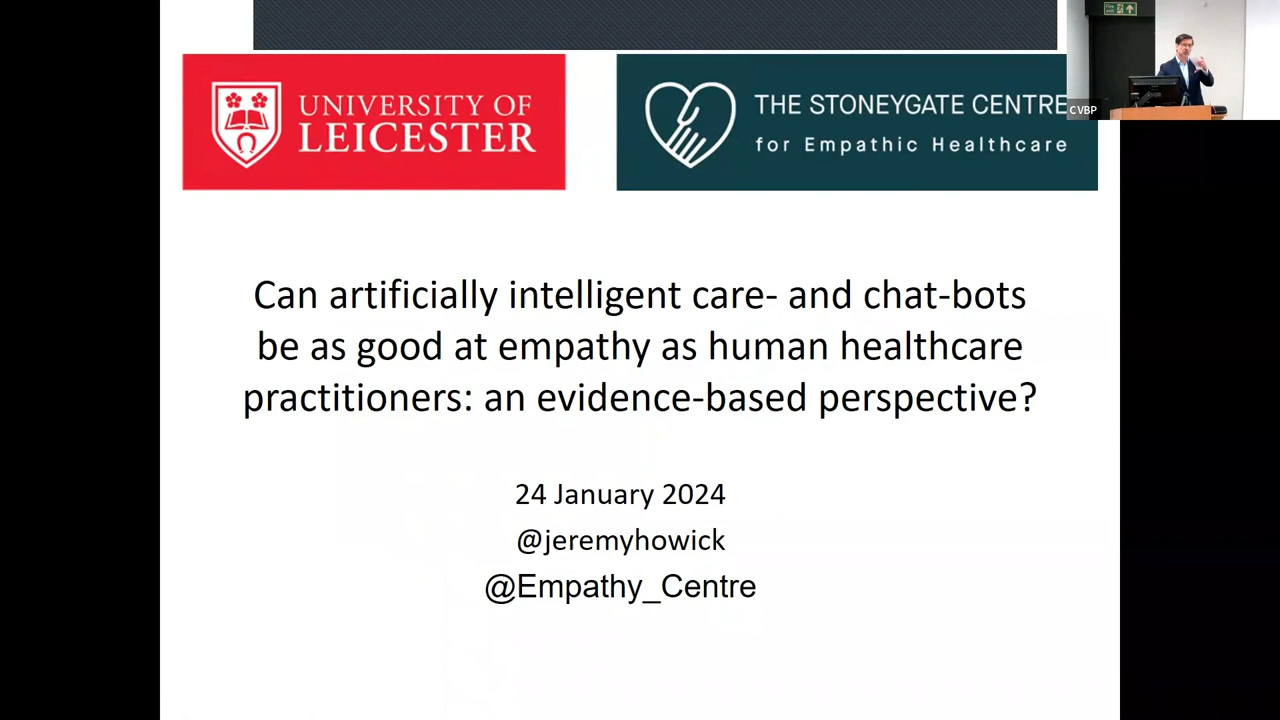 UNIVERSITY OF
LEICESTER
THE STONEYGATE CENTRE
for Empathic Healthcare
CVBP
Can artificially intelligent care- and chat-bots
be as good at empathy as human healthcare
practitioners: an evidence-based perspective?
24 January 2024
@jeremyhowick
@Empathy_Centre